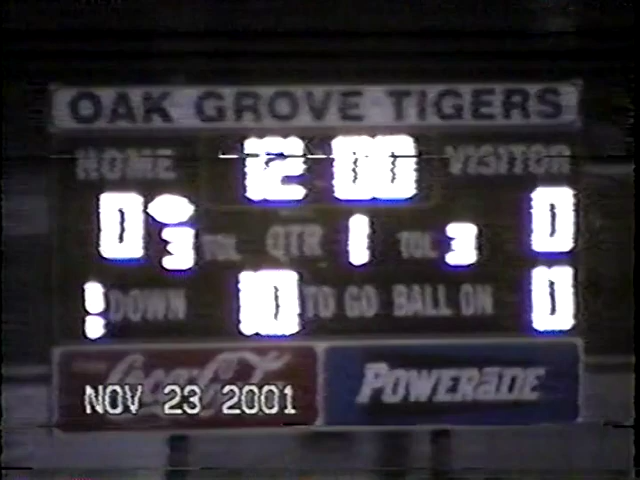 OAK GROVE TIGERS
HOME 12 00 VISITOR
0 3 TOL QTR 1 TOL 3 0
1 DOWN 10 TO GO BALL ON 0
Coca-Cola POWERADE
NOV 23 2001